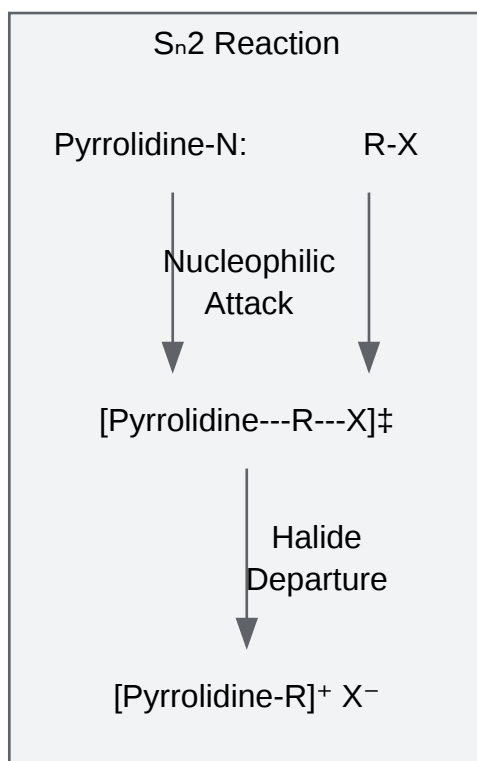 Sₙ2 Reaction
Pyrrolidine-N: R-X
Nucleophilic
Attack
[Pyrrolidine---R---X]‡
Halide
Departure
[Pyrrolidine-R]⁺ X⁻